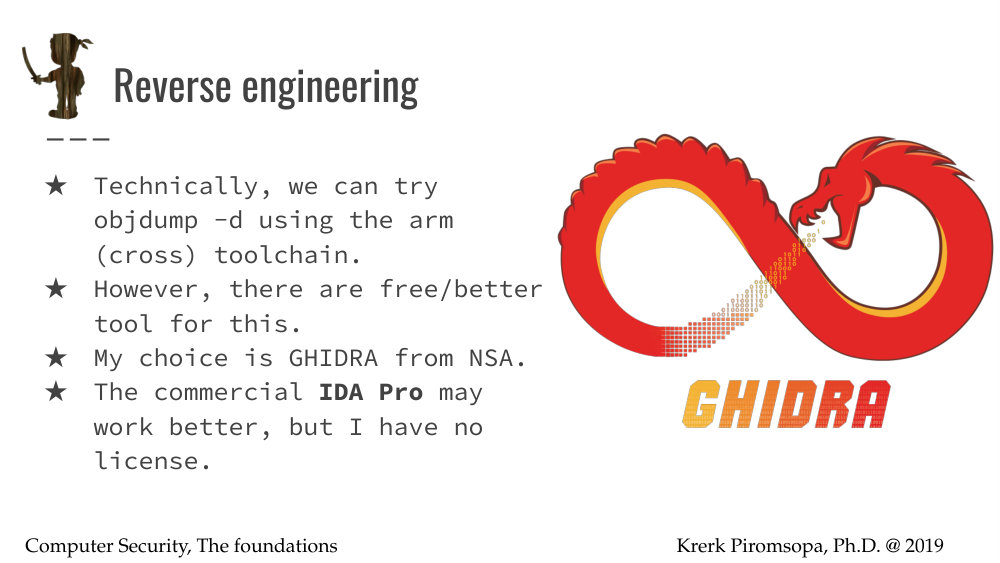 Reverse engineering
★ Technically, we can try
objdump -d using the arm
(cross) toolchain.
★ However, there are free/better
tool for this.
★ My choice is GHIDRA from NSA.
★ The commercial IDA Pro may
work better, but I have no
license.
GHIDRA
Computer Security, The foundations
Krerk Piromsopa, Ph.D. @ 2019